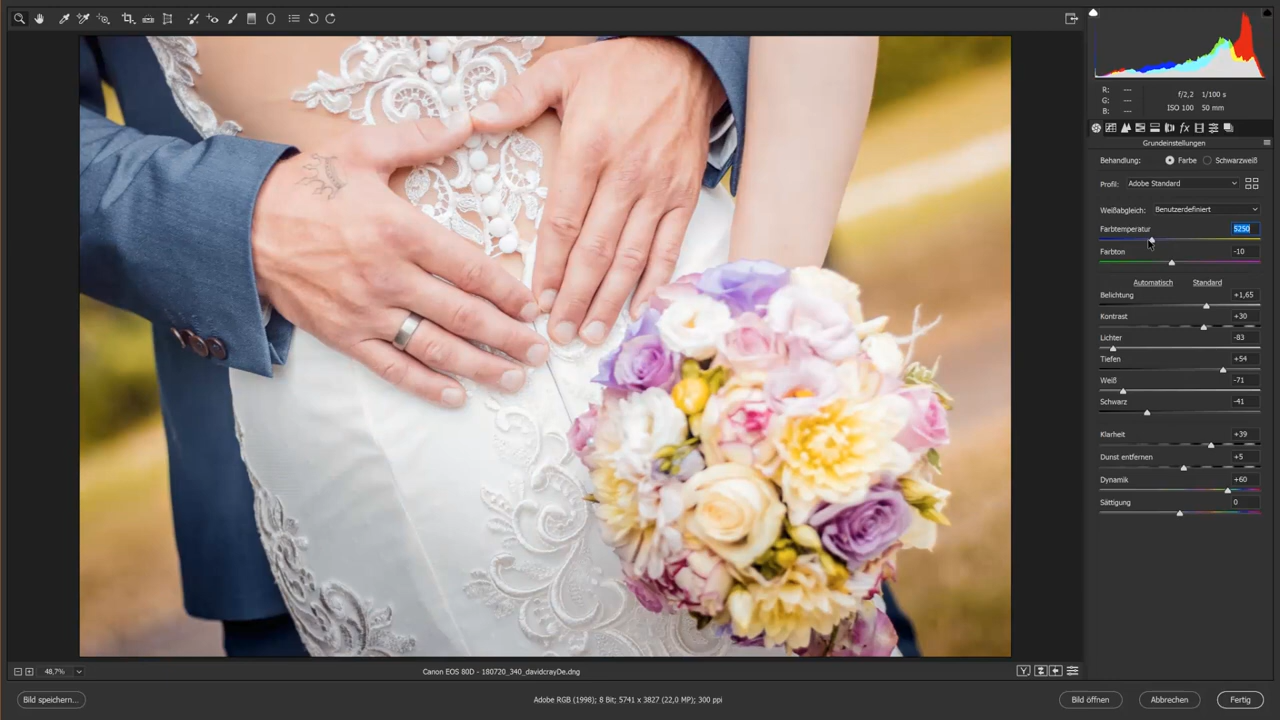 R: ---
G: ---
B: ---
f/2,2 1/100 s
ISO 100 50 mm
fx
Grundeinstellungen
Behandlung: Farbe Schwarzweiß
Profil: Adobe Standard
Weißabgleich: Benutzerdefiniert
Farbtemperatur 5250
Farbton -10
Automatisch Standard
Belichtung +1,65
Kontrast +30
Lichter -83
Tiefen +54
Weiß -71
Schwarz -41
Klarheit +39
Dunst entfernen +5
Dynamik +60
Sättigung 0
48,7% Canon EOS 80D - 180720_340_davidcrayDe.dng Y
Bild speichern... Adobe RGB (1998); 8 Bit; 5741 x 3827 (22,0 MP); 300 ppi Bild öffnen Abbrechen Fertig